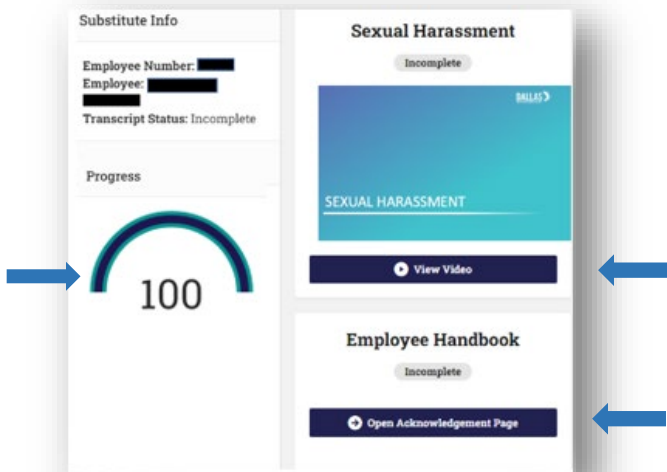 Substitute Info
Employee Number:
Employee:
Transcript Status: Incomplete
Progress
100
Sexual Harassment
Incomplete
DALLAS
SEXUAL HARASSMENT
View Video
Employee Handbook
Incomplete
Open Acknowledgement Page